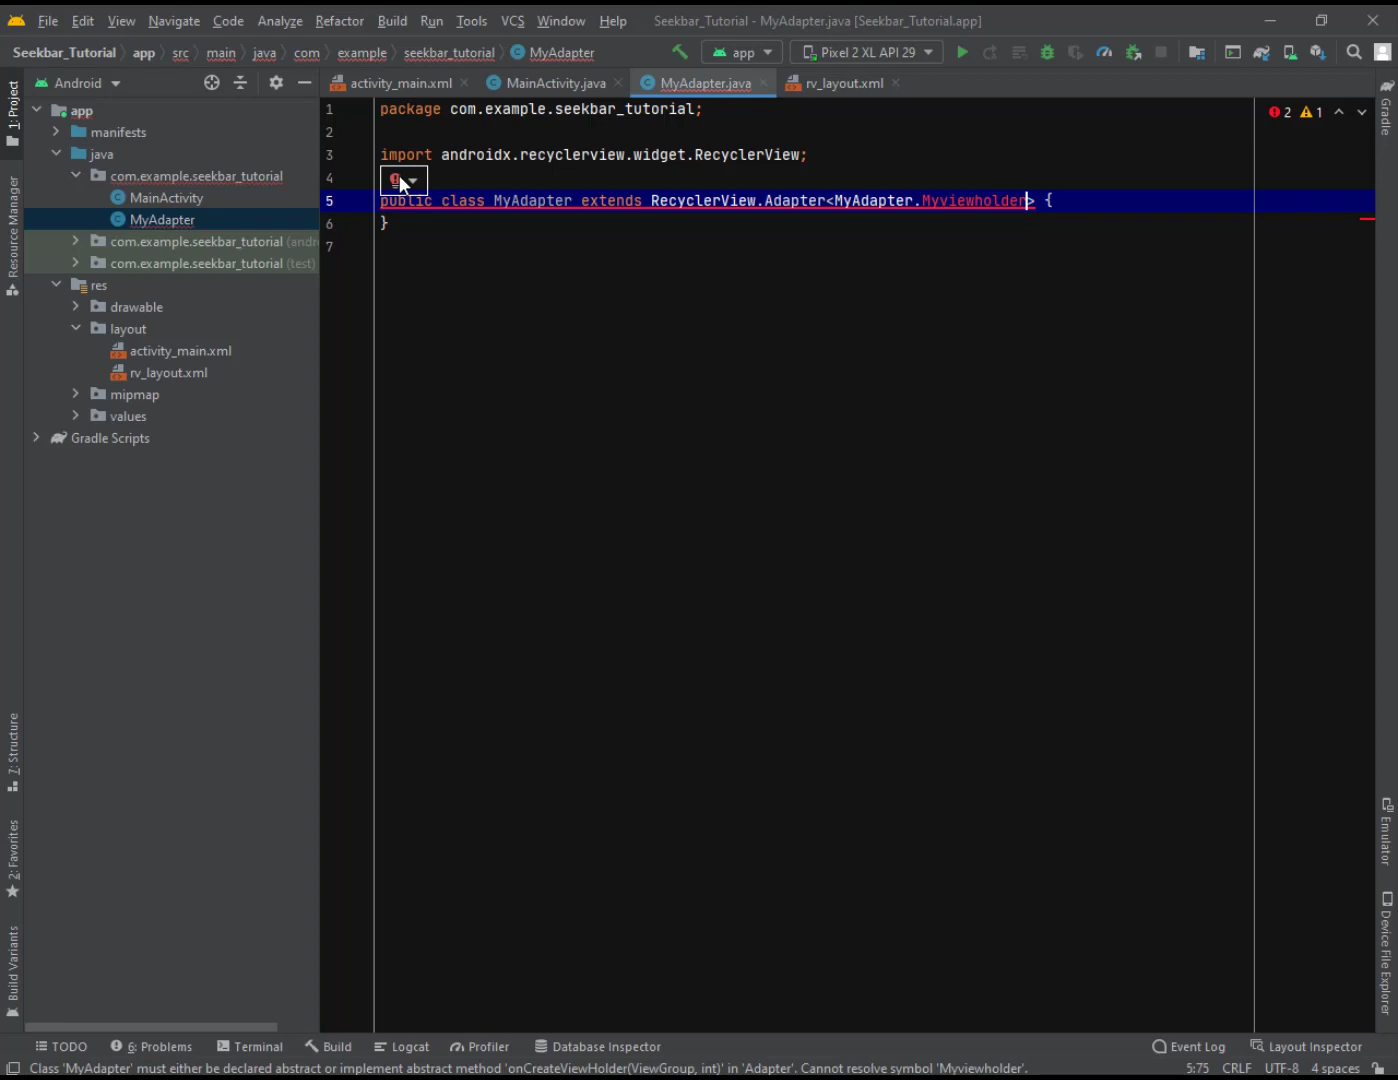 File Edit View Navigate Code Analyze Refactor Build Run Tools VCS Window Help Seekbar_Tutorial - MyAdapter.java [Seekbar_Tutorial.app]
Seekbar_Tutorial app src main java com example seekbar_tutorial MyAdapter app Pixel 2 XL API 29
1: Project
Resource Manager
7: Structure
2: Favorites
Build Variants
Android
app
manifests
java
com.example.seekbar_tutorial
MainActivity
MyAdapter
com.example.seekbar_tutorial (andr
com.example.seekbar_tutorial (test)
res
drawable
layout
activity_main.xml
rv_layout.xml
mipmap
values
Gradle Scripts
activity_main.xml MainActivity.java MyAdapter.java rv_layout.xml
1 package com.example.seekbar_tutorial;
2
3 import androidx.recyclerview.widget.RecyclerView;
4
5 public class MyAdapter extends RecyclerView.Adapter<MyAdapter.Myviewholder> {
6 }
7
2 1
Gradle
Emulator
Device File Explorer
TODO 6: Problems Terminal Build Logcat Profiler Database Inspector Event Log Layout Inspector
Class 'MyAdapter' must either be declared abstract or implement abstract method 'onCreateViewHolder(ViewGroup, int)' in 'Adapter'. Cannot resolve symbol 'Myviewholder'. 5:75 CRLF UTF-8 4 spaces